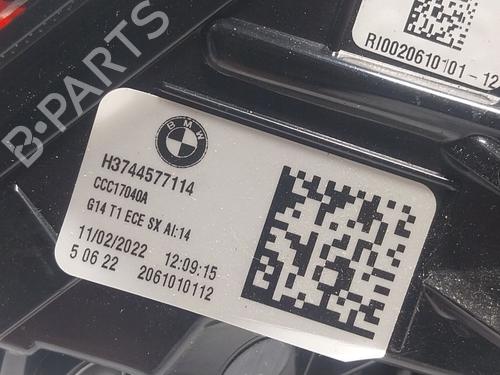 B-PARTS
RI0020610101-12
BMW
H3744577114
CCC17040A
G14 T1 ECE SX AI:14
11/02/2022 12:09:15
5 06 22 2061010112